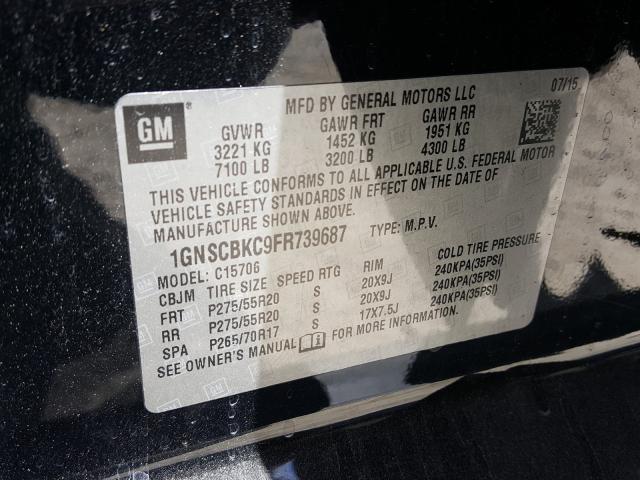 07/15
MFD BY GENERAL MOTORS LLC
GM ®
GVWR GAWR FRT GAWR RR
3221 KG 1452 KG 1951 KG
7100 LB 3200 LB 4300 LB
THIS VEHICLE CONFORMS TO ALL APPLICABLE U.S. FEDERAL MOTOR
VEHICLE SAFETY STANDARDS IN EFFECT ON THE DATE OF
MANUFACTURE SHOWN ABOVE.
1GNSCBKC9FR739687 TYPE: M.P.V.
MODEL: C15706
CBJM TIRE SIZE SPEED RTG RIM COLD TIRE PRESSURE
FRT P275/55R20 S 20X9J 240KPA(35PSI)
RR P275/55R20 S 20X9J 240KPA(35PSI)
SPA P265/70R17 S 17X7.5J 240KPA(35PSI)
SEE OWNER'S MANUAL FOR MORE INFORMATION.